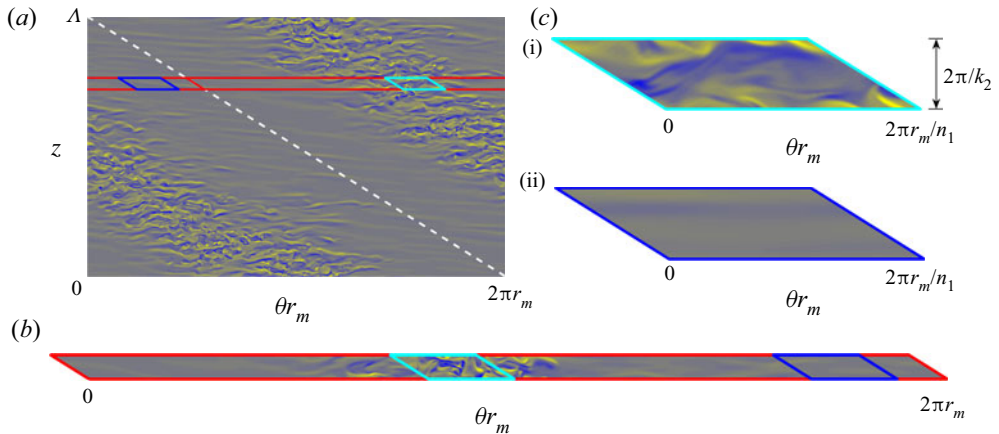 (a)
Λ
z
0
θr_m
2πr_m
(c)
(i)
2π/k_2
0
2πr_m/n_1
θr_m
(ii)
0
2πr_m/n_1
θr_m
(b)
0
2πr_m
θr_m